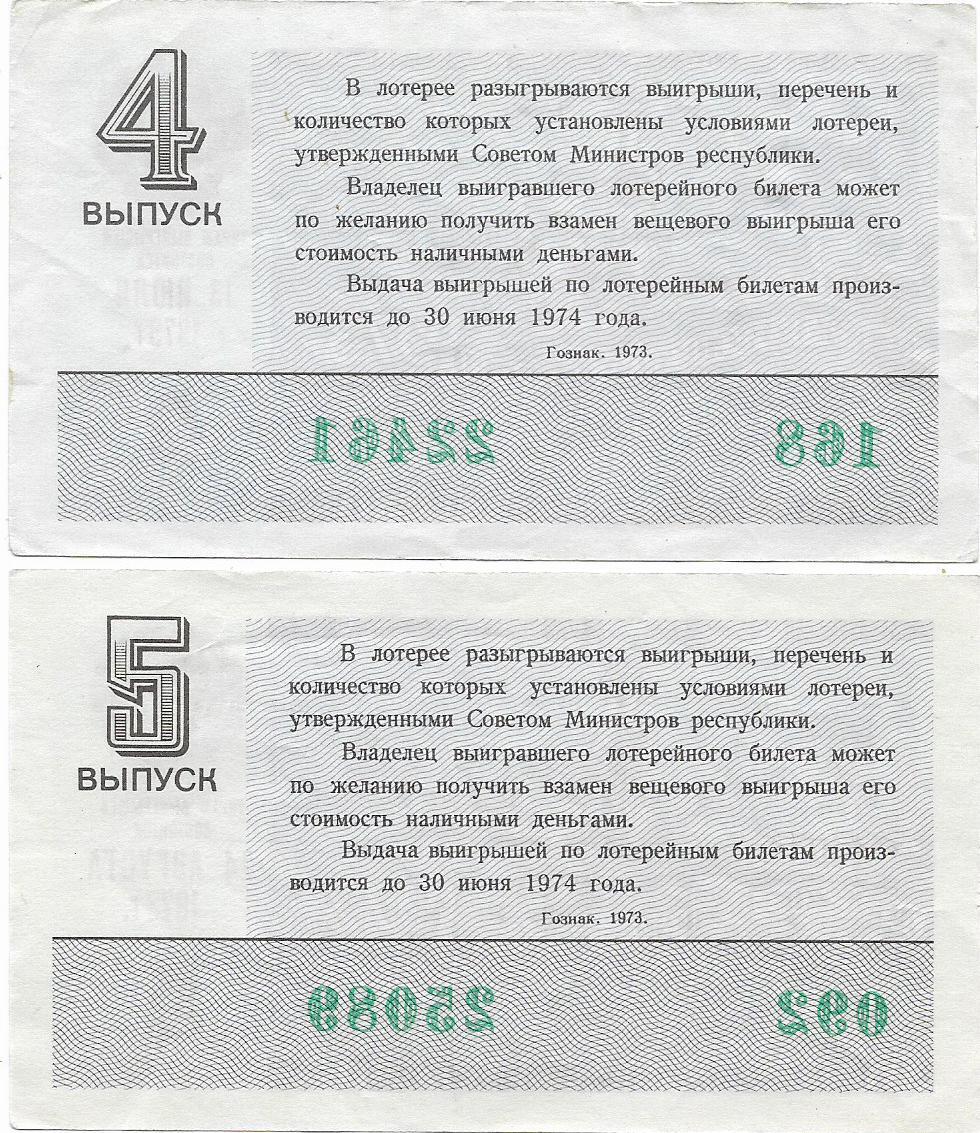 4
ВЫПУСК
В лотерее разыгрываются выигрыши, перечень и
количество которых установлены условиями лотереи,
утвержденными Советом Министров республики.
Владелец выигравшего лотерейного билета может
по желанию получить взамен вещевого выигрыша его
стоимость наличными деньгами.
Выдача выигрышей по лотерейным билетам произ-
водится до 30 июня 1974 года.
Гознак. 1973.
22461
168
5
ВЫПУСК
В лотерее разыгрываются выигрыши, перечень и
количество которых установлены условиями лотереи,
утвержденными Советом Министров республики.
Владелец выигравшего лотерейного билета может
по желанию получить взамен вещевого выигрыша его
стоимость наличными деньгами.
Выдача выигрышей по лотерейным билетам произ-
водится до 30 июня 1974 года.
Гознак. 1973.
25089
092